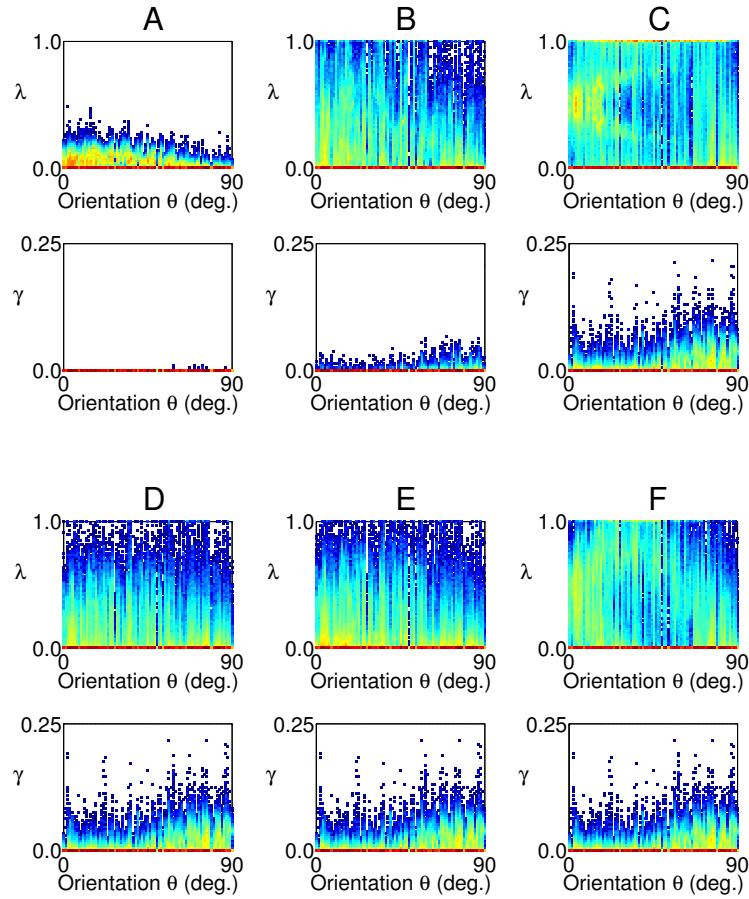 A B C
1.0 1.0 1.0
λ λ λ
0.0 0.0 0.0
0 90 0 90 0 90
Orientation θ (deg.) Orientation θ (deg.) Orientation θ (deg.)
0.25 0.25 0.25
γ γ γ
0.0 0.0 0.0
0 90 0 90 0 90
Orientation θ (deg.) Orientation θ (deg.) Orientation θ (deg.)
D E F
1.0 1.0 1.0
λ λ λ
0.0 0.0 0.0
0 90 0 90 0 90
Orientation θ (deg.) Orientation θ (deg.) Orientation θ (deg.)
0.25 0.25 0.25
γ γ γ
0.0 0.0 0.0
0 90 0 90 0 90
Orientation θ (deg.) Orientation θ (deg.) Orientation θ (deg.)